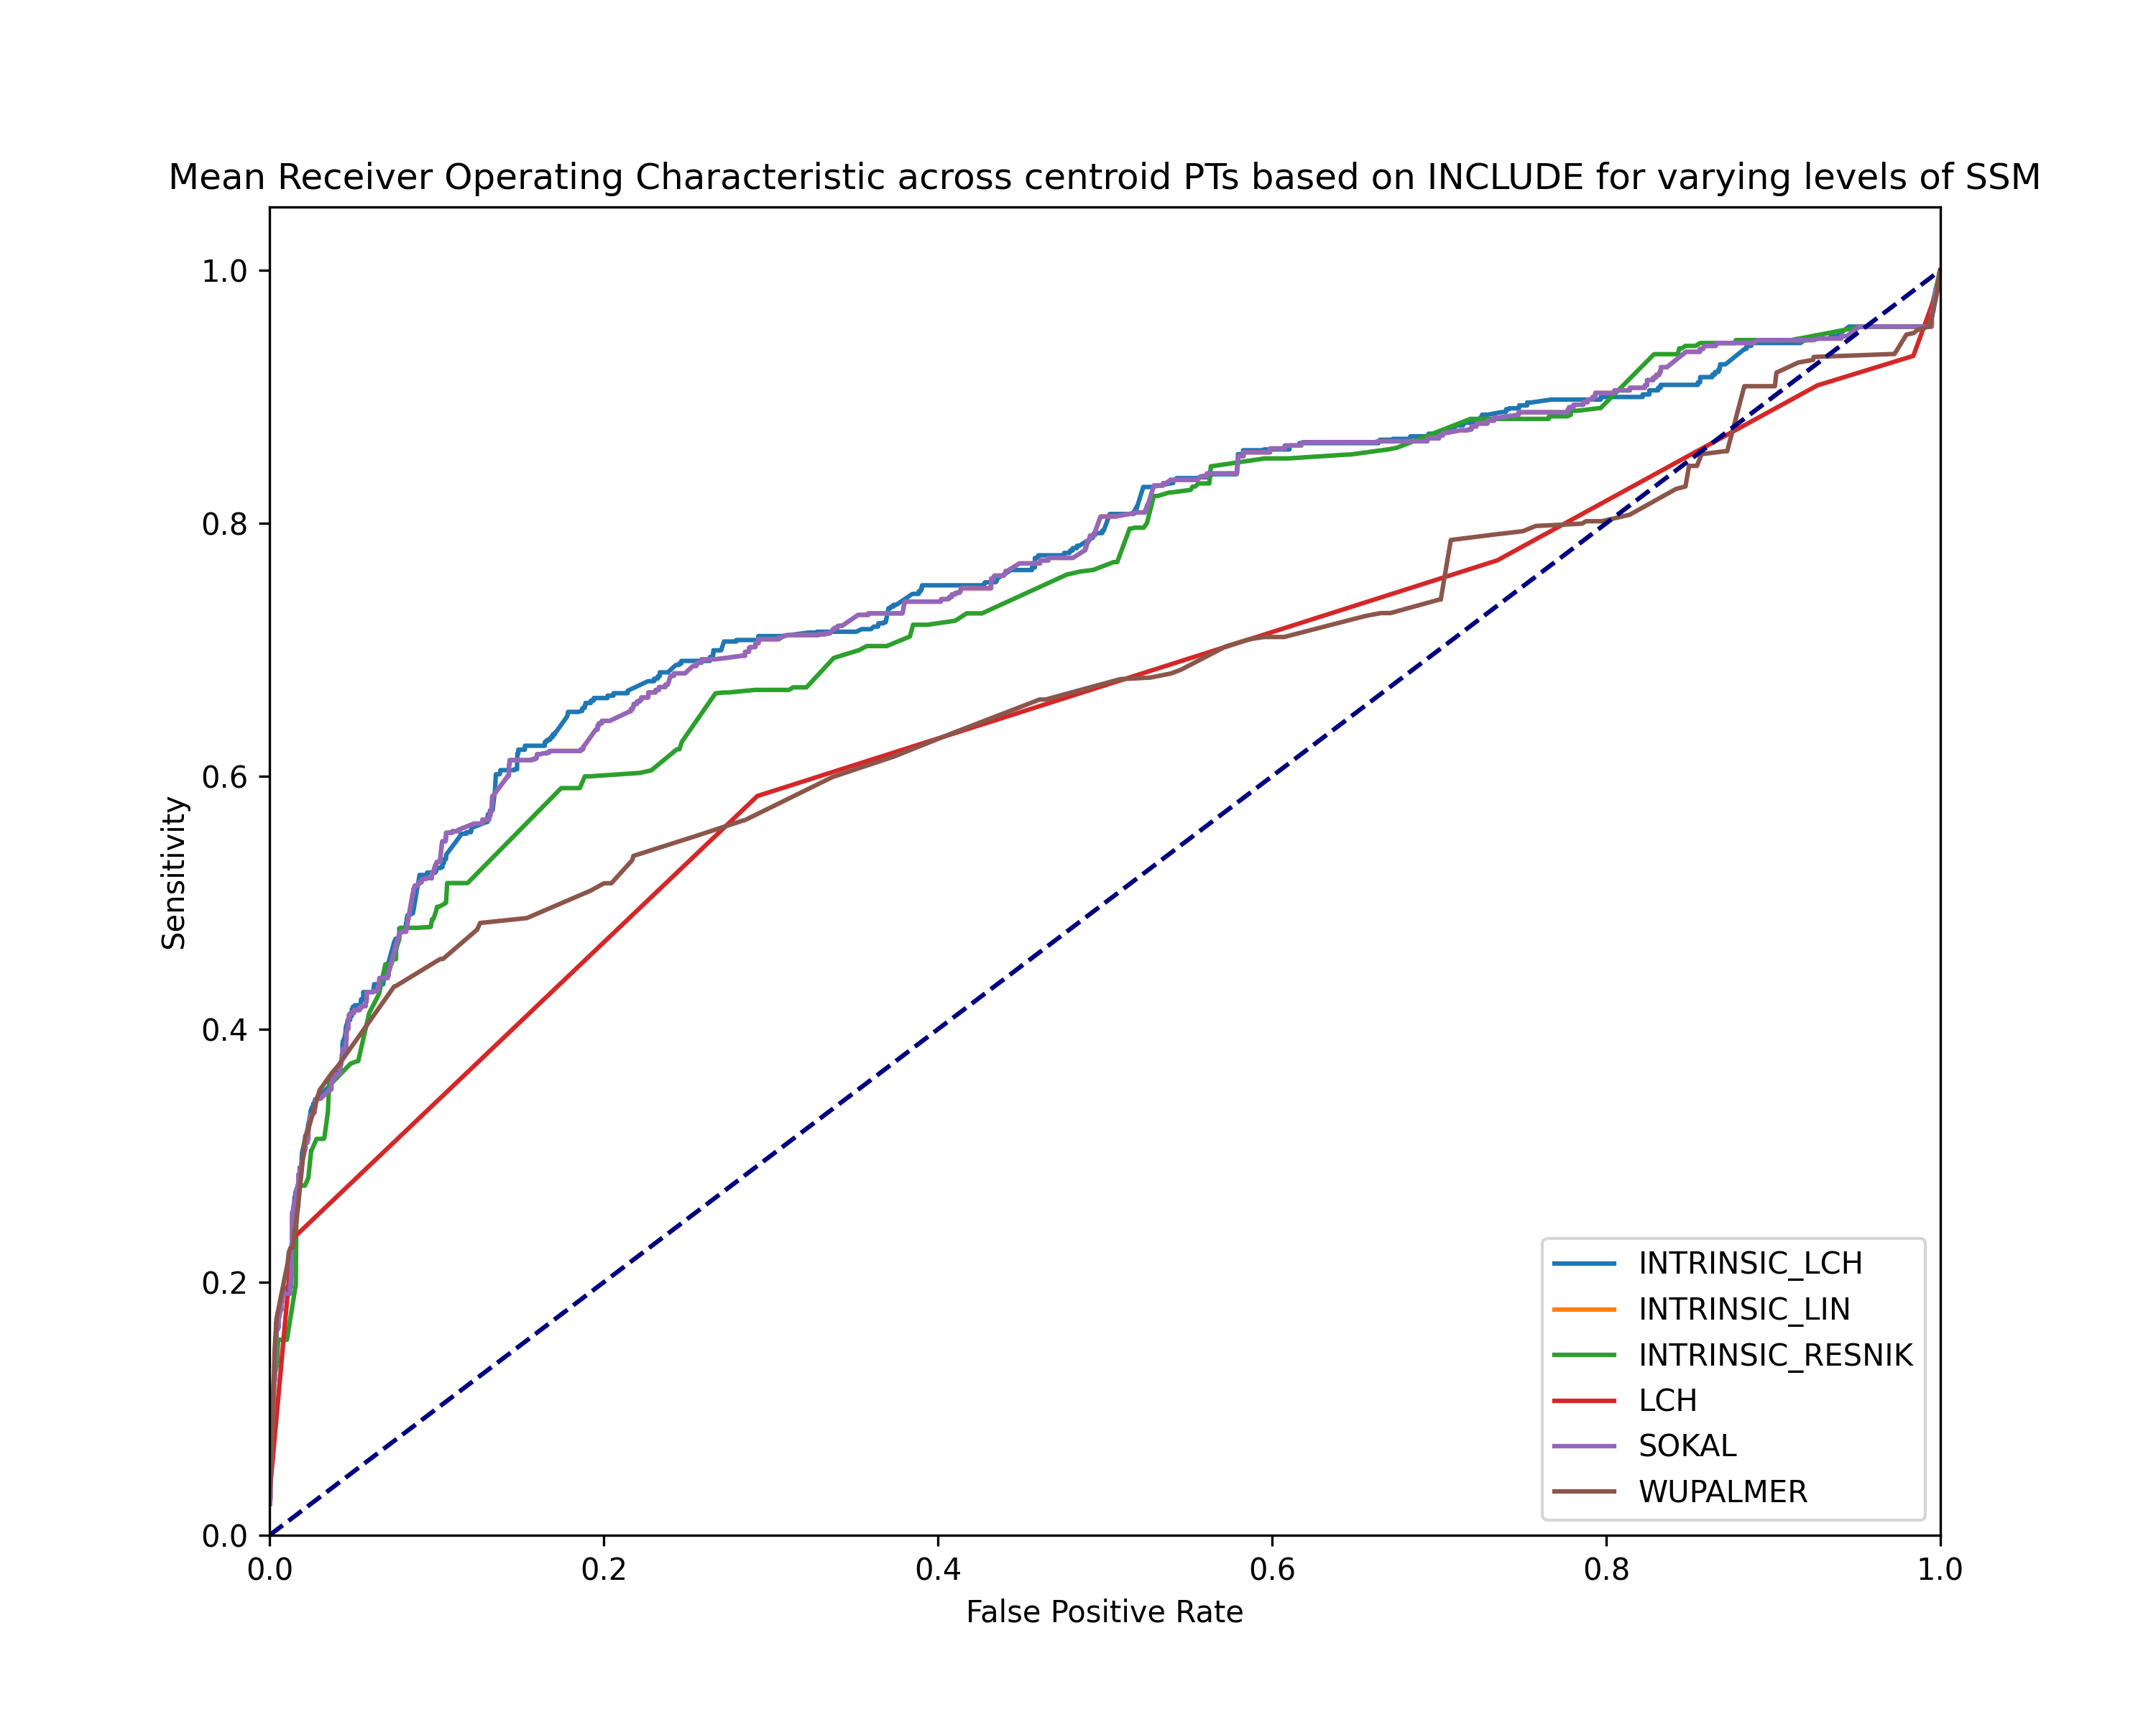 Mean Receiver Operating Characteristic across centroid PTs based on INCLUDE for varying levels of SSM
1.0
0.8
0.6
0.4
0.2
0.0
Sensitivity
0.0 0.2 0.4 0.6 0.8 1.0
False Positive Rate
INTRINSIC_LCH
INTRINSIC_LIN
INTRINSIC_RESNIK
LCH
SOKAL
WUPALMER